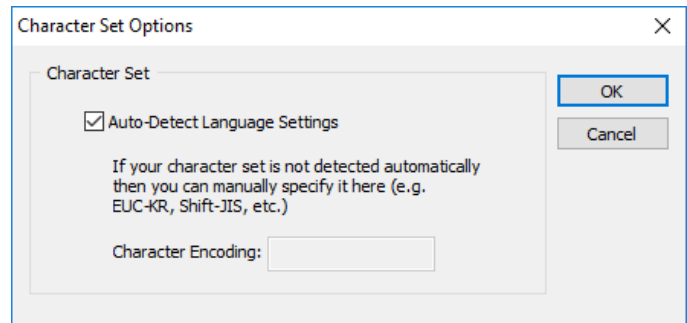 Character Set Options
Character Set
OK
Auto-Detect Language Settings
Cancel
If your character set is not detected automatically
then you can manually specify it here (e.g.
EUC-KR, Shift-JIS, etc.)
Character Encoding: